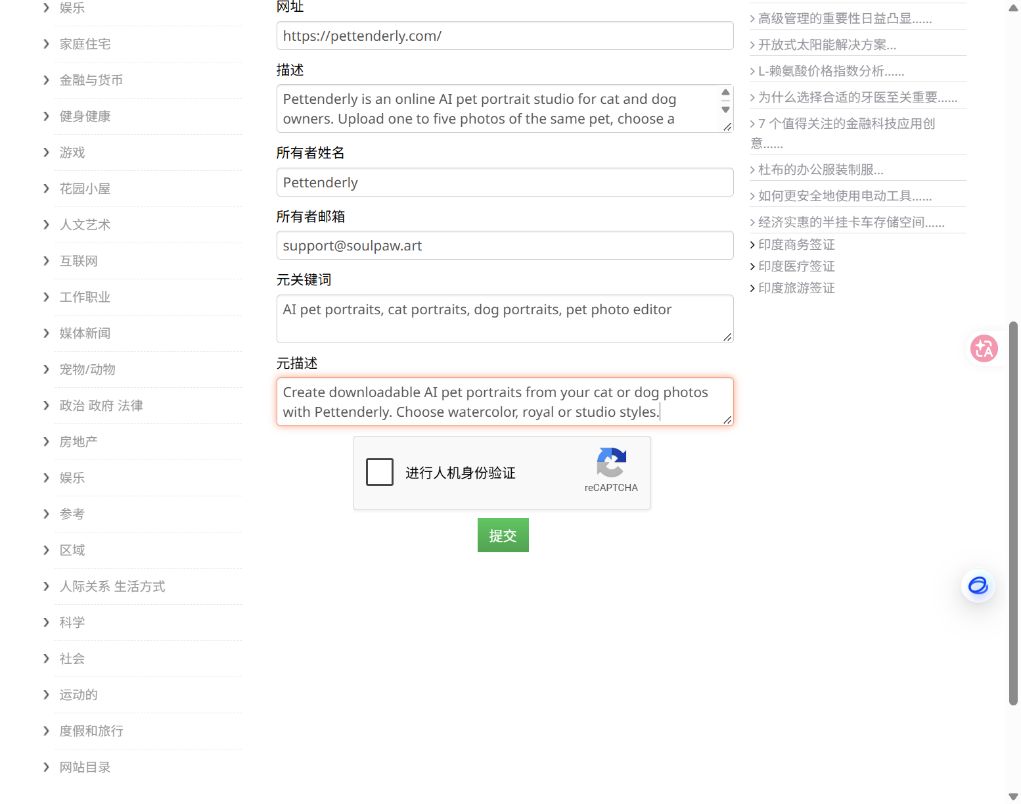 娱乐
家庭住宅
金融与货币
健身健康
游戏
花园小屋
人文艺术
互联网
工作职业
媒体新闻
宠物/动物
政治 政府 法律
房地产
娱乐
参考
区域
人际关系 生活方式
科学
社会
运动的
度假和旅行
网站目录
网址
https://pettenderly.com/
描述
Pettenderly is an online AI pet portrait studio for cat and dog
owners. Upload one to five photos of the same pet, choose a
所有者姓名
Pettenderly
所有者邮箱
support@soulpaw.art
元关键词
AI pet portraits, cat portraits, dog portraits, pet photo editor
元描述
Create downloadable AI pet portraits from your cat or dog photos
with Pettenderly. Choose watercolor, royal or studio styles.
进行人机身份验证
reCAPTCHA
提交
高级管理的重要性日益凸显......
开放式太阳能解决方案...
L-赖氨酸价格指数分析......
为什么选择合适的牙医至关重要......
7 个值得关注的金融科技应用创
意......
杜布的办公服装制服...
如何更安全地使用电动工具......
经济实惠的半挂卡车存储空间......
印度商务签证
印度医疗签证
印度旅游签证